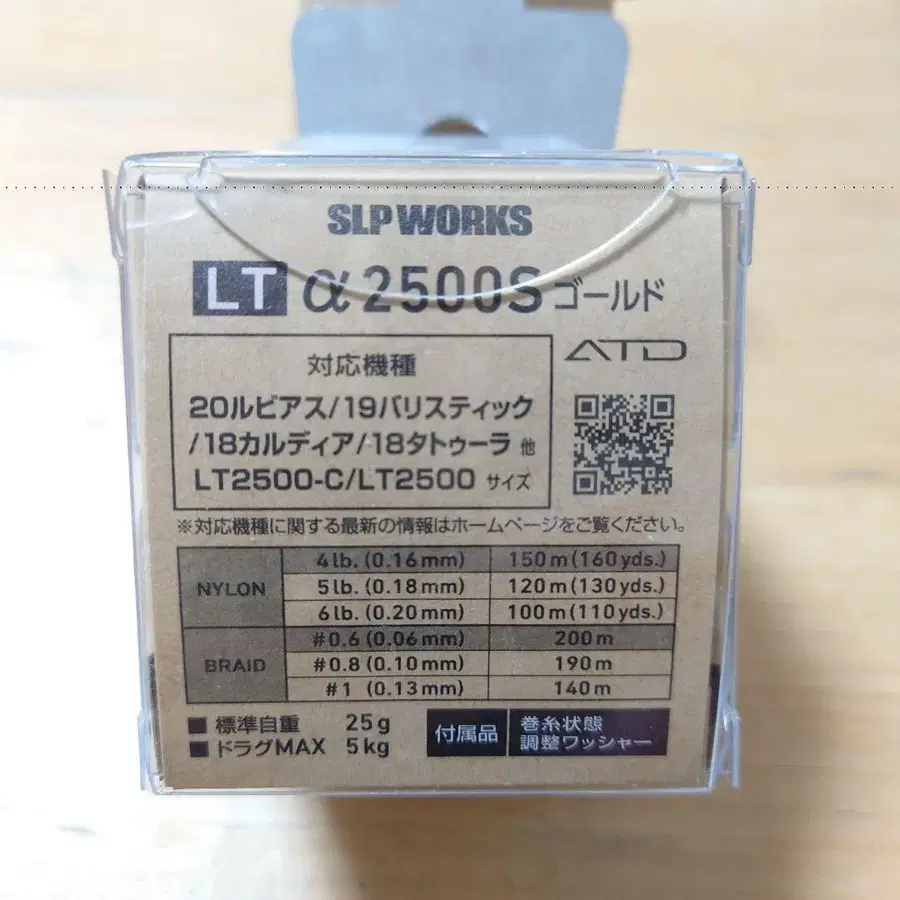 SLP WORKS
LT α2500S ゴールド
ATD
対応機種
20ルビアス/19バリスティック
/18カルディア/18タトゥーラ 他
LT2500-C/LT2500 サイズ
※対応機種に関する最新の情報はホームページをご覧ください。
NYLON
4lb. (0.16mm) 150m(160yds.)
5lb. (0.18mm) 120m(130yds.)
6lb. (0.20mm) 100m(110yds.)
BRAID
#0.6 (0.06mm) 200m
#0.8 (0.10mm) 190m
#1 (0.13mm) 140m
■ 標準自重 25g
■ ドラグMAX 5kg
付属品
巻糸状態
調整ワッシャー